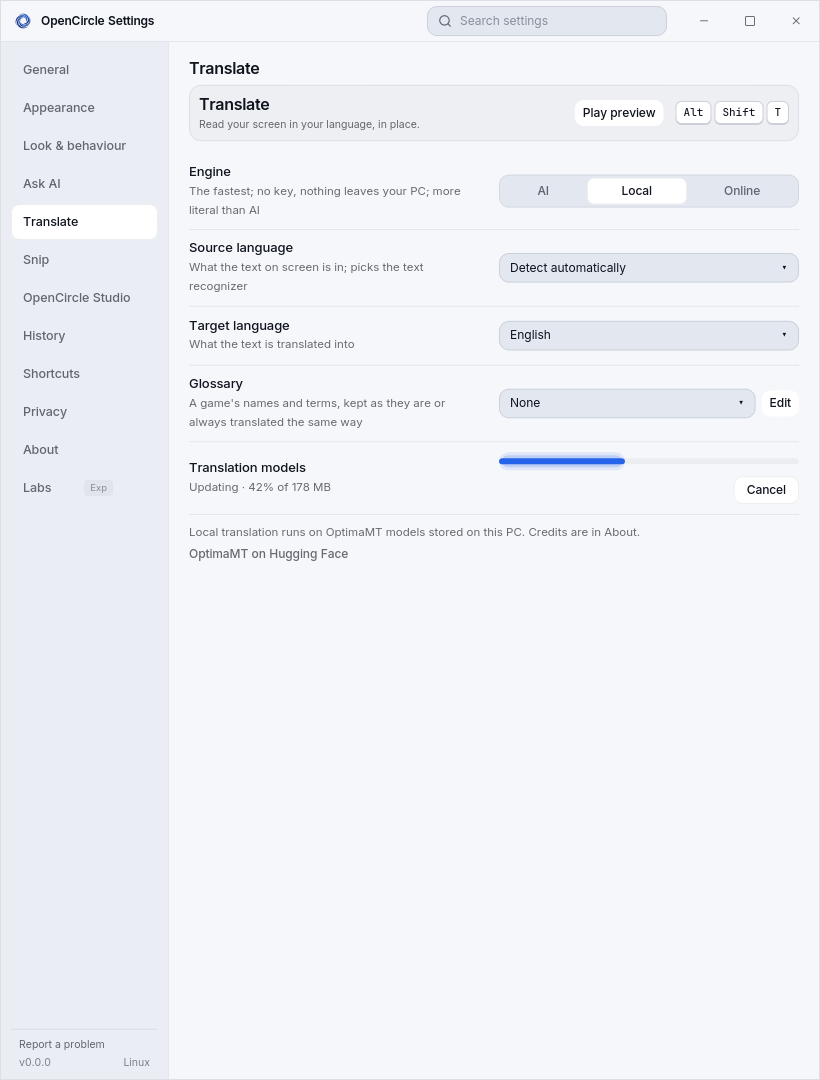 OpenCircle Settings
Search settings
General
Appearance
Look & behaviour
Ask AI
Translate
Snip
OpenCircle Studio
History
Shortcuts
Privacy
About
Labs Exp
Report a problem
v0.0.0 Linux
Translate
Translate
Read your screen in your language, in place.
Play preview Alt Shift T
Engine
The fastest; no key, nothing leaves your PC; more
literal than AI
AI Local Online
Source language
What the text on screen is in; picks the text
recognizer
Detect automatically
Target language
What the text is translated into
English
Glossary
A game's names and terms, kept as they are or
always translated the same way
None Edit
Translation models
Updating · 42% of 178 MB
Cancel
Local translation runs on OptimaMT models stored on this PC. Credits are in About.
OptimaMT on Hugging Face